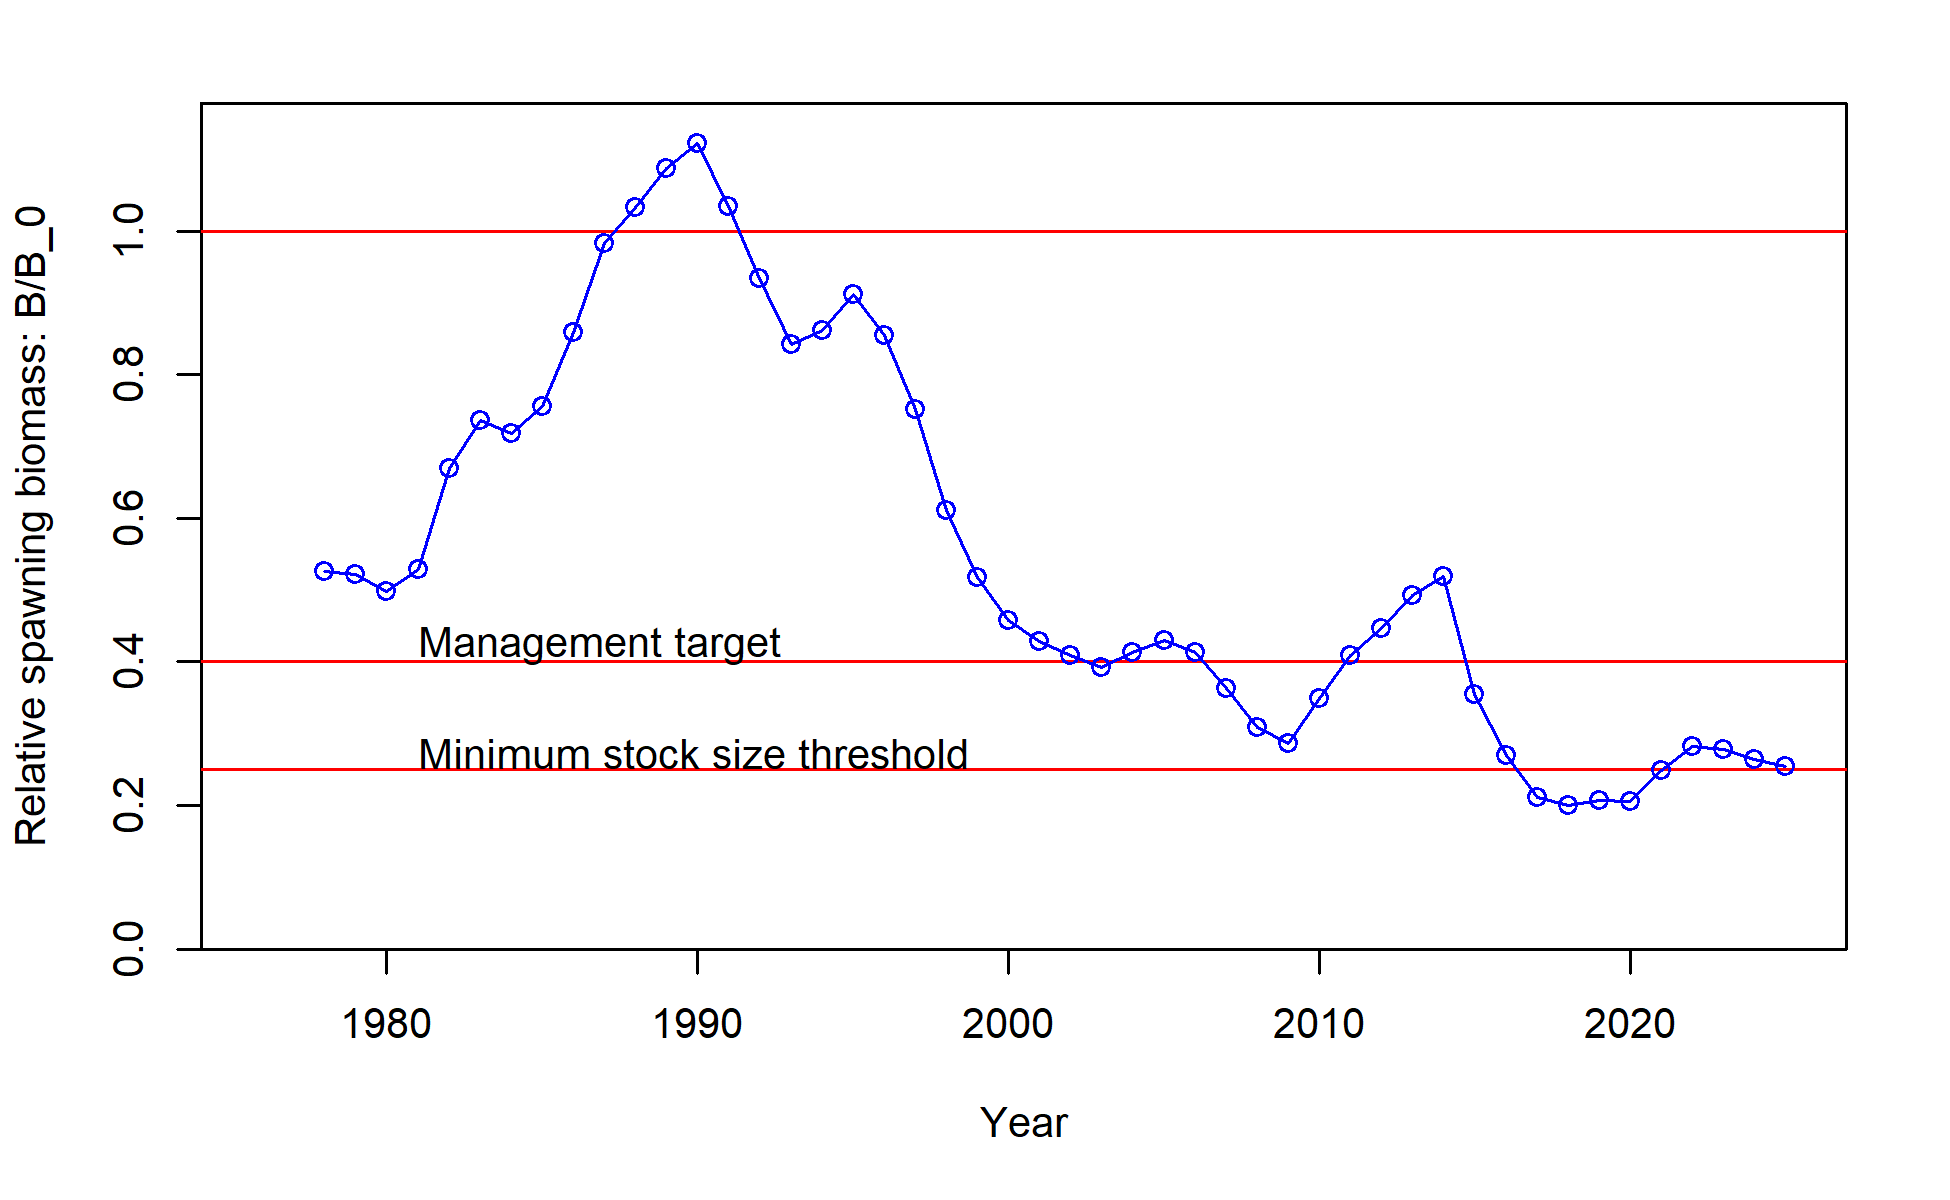 Relative spawning biomass: B/B_0
1.0
0.8
0.6
0.4
0.2
0.0
Management target
Minimum stock size threshold
1980 1990 2000 2010 2020
Year